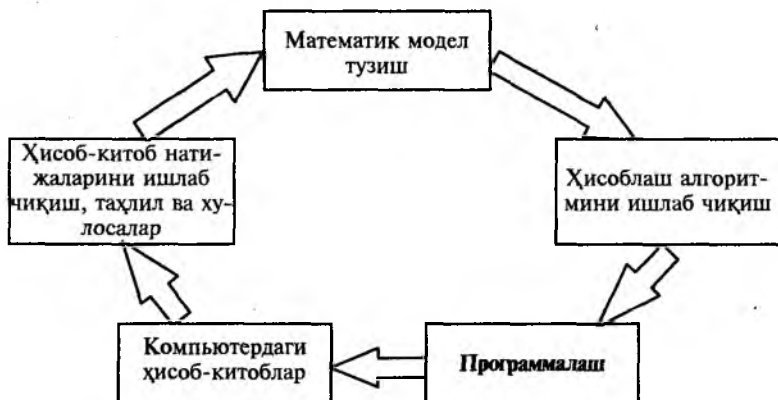 Математик модел
тузиш
Ҳисоблаш алгорит-
мини ишлаб чиқиш
Программалаш
Компьютердаги
ҳисоб-китоблар
Ҳисоб-китоб нати-
жаларини ишлаб
чиқиш, таҳлил ва ху-
лосалар